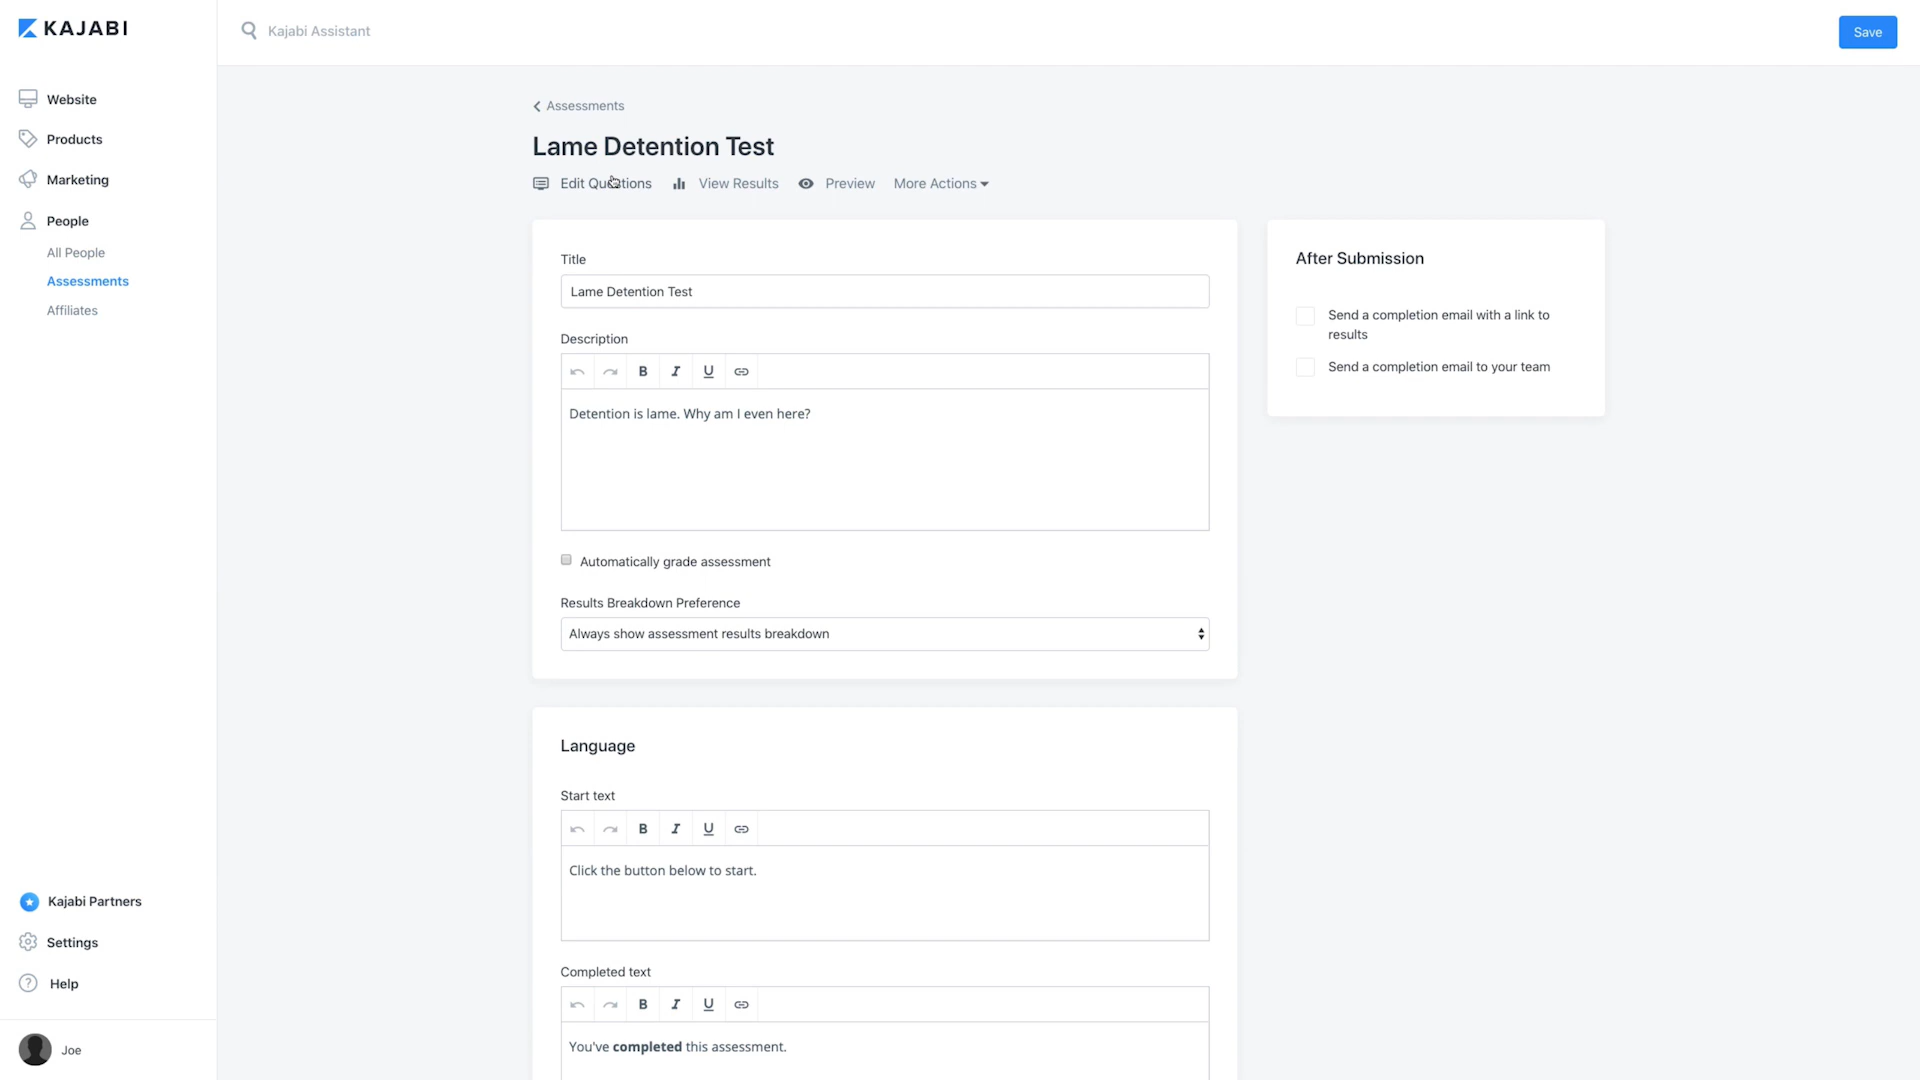 KAJABI
Kajabi Assistant
Save
Website
Products
Marketing
People
All People
Assessments
Affiliates
Kajabi Partners
Settings
Help
Joe
Assessments
Lame Detention Test
Edit Questions View Results Preview More Actions
Title
Lame Detention Test
Description
B I U
Detention is lame. Why am I even here?
Automatically grade assessment
Results Breakdown Preference
Always show assessment results breakdown
After Submission
Send a completion email with a link to
results
Send a completion email to your team
Language
Start text
B I U
Click the button below to start.
Completed text
B I U
You've completed this assessment.